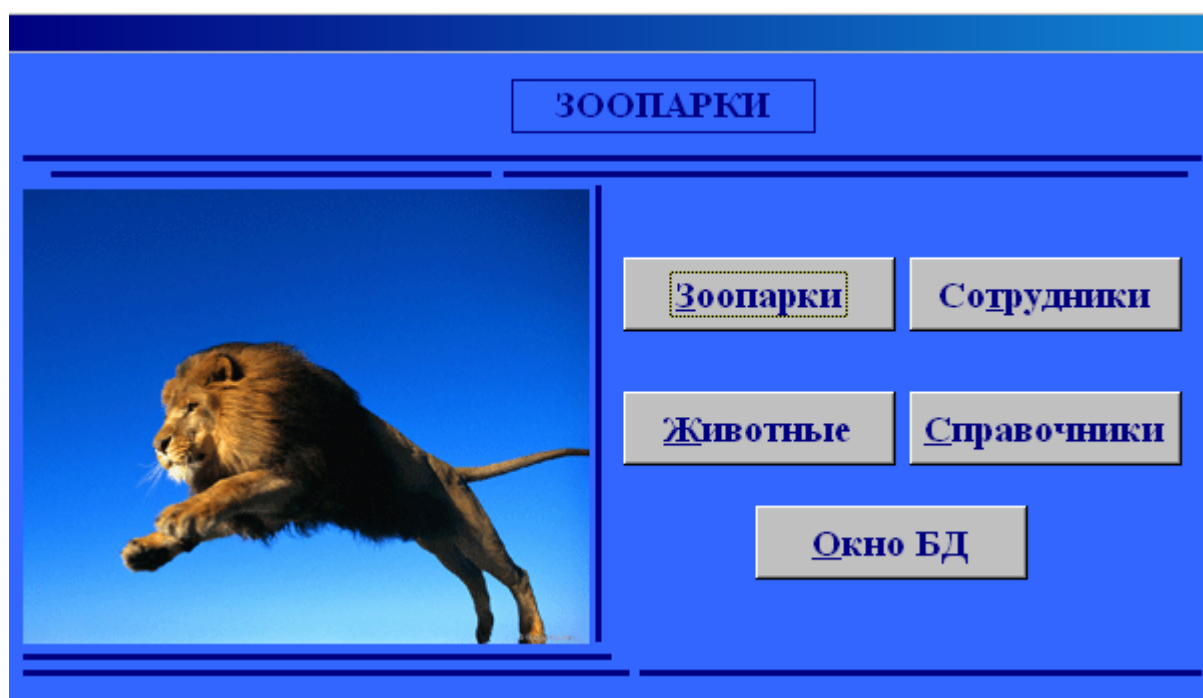 ЗООПАРКИ
Зоопарки
Сотрудники
Животные
Справочники
Окно БД